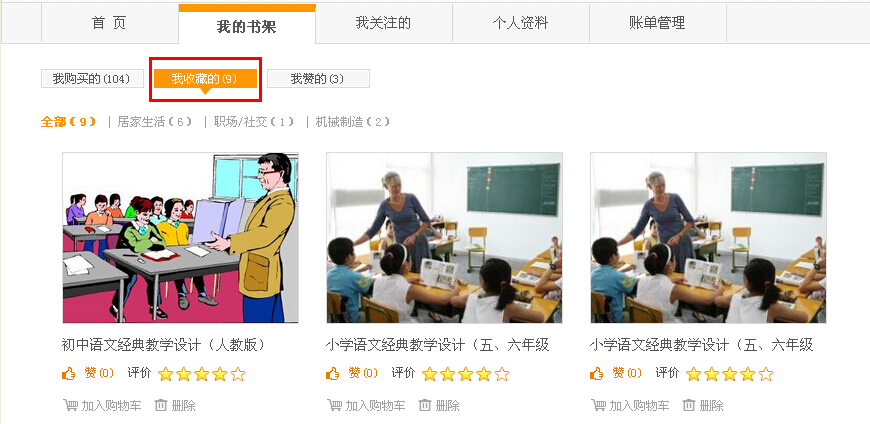 首 页 我的书架 我关注的 个人资料 账单管理
我购买的(104) 我收藏的(9) 我赞的(3)
全部（9） | 居家生活（6） | 职场/社交（1） | 机械制造（2）
初中语文经典教学设计（人教版） 小学语文经典教学设计（五、六年级 小学语文经典教学设计（五、六年级
赞(0) 评价 赞(0) 评价 赞(0) 评价
加入购物车 删除 加入购物车 删除 加入购物车 删除